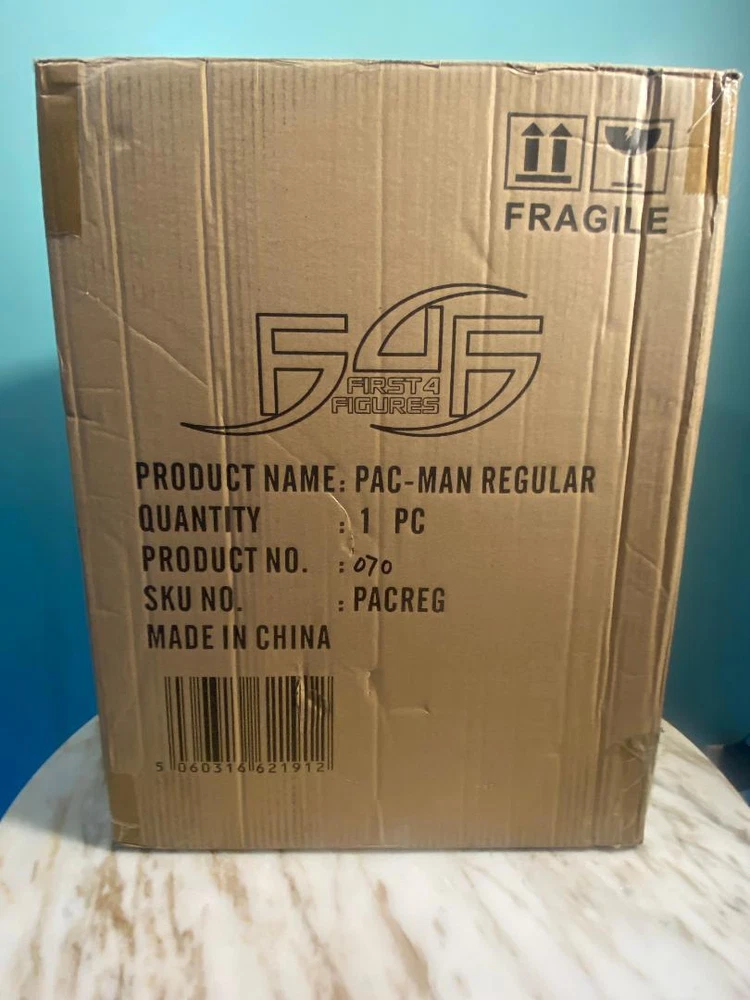 FRAGILE
F4F
FIRST 4
FIGURES
PRODUCT NAME: PAC-MAN REGULAR
QUANTITY : 1 PC
PRODUCT NO. : 070
SKU NO. : PACREG
MADE IN CHINA
5 060316 621912